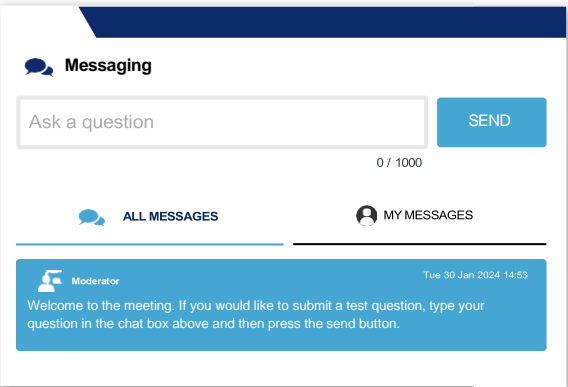 Messaging
Ask a question
SEND
0 / 1000
ALL MESSAGES
MY MESSAGES
Moderator
Tue 30 Jan 2024 14:53
Welcome to the meeting. If you would like to submit a test question, type your
question in the chat box above and then press the send button.